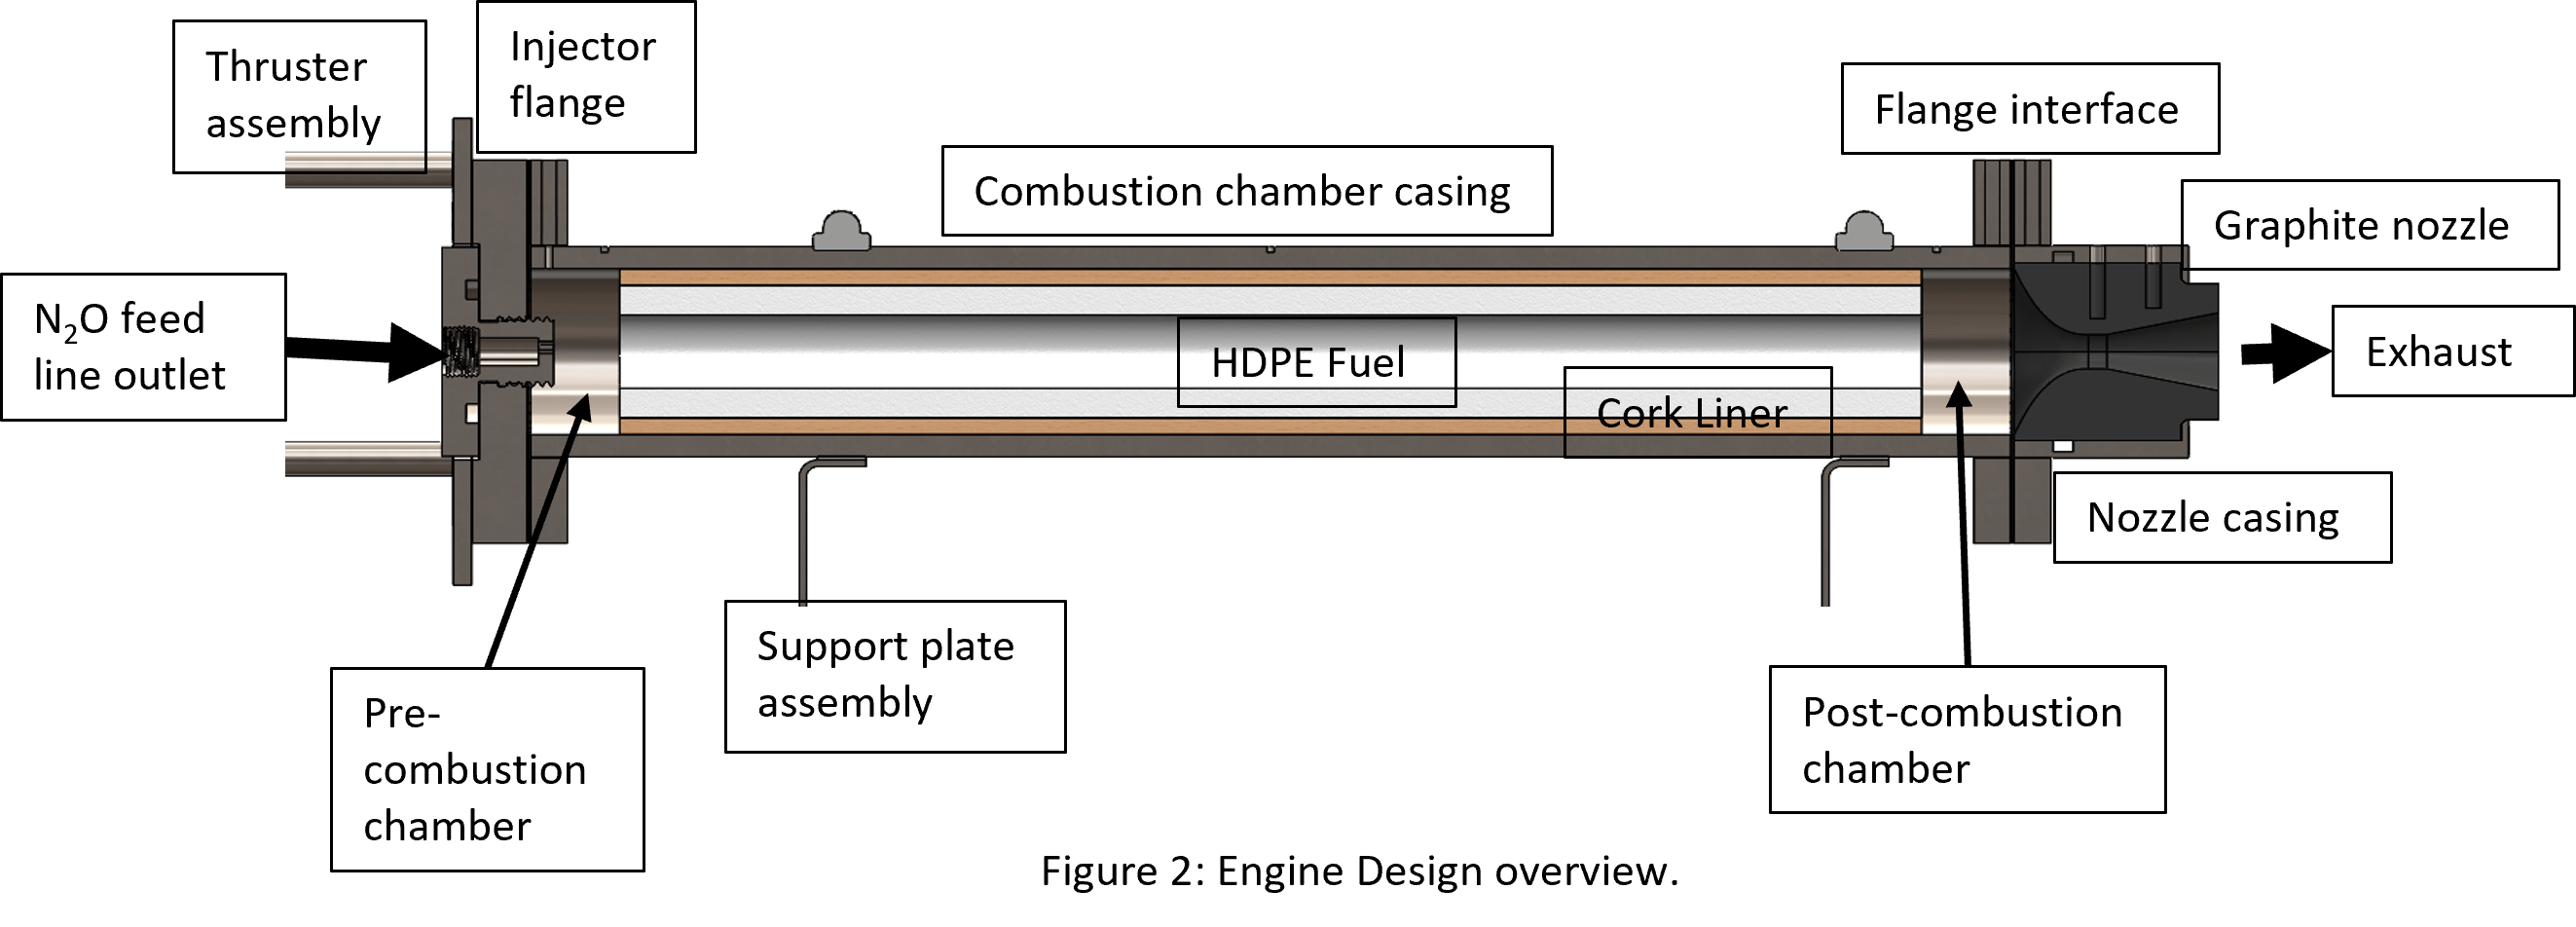 Thruster
assembly
Injector
flange
Flange interface
Combustion chamber casing
Graphite nozzle
N₂O feed
line outlet
HDPE Fuel
Cork Liner
Exhaust
Nozzle casing
Support plate
assembly
Pre-
combustion
chamber
Post-combustion
chamber
Figure 2: Engine Design overview.